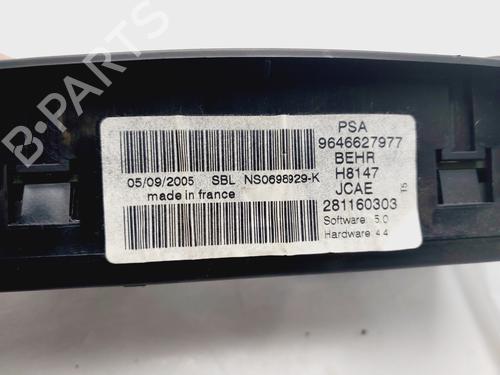 PSA
9646627977
BEHR
H8147
JCAE
281160303
Software: 5.0
Hardware: 4.4
T5
05/09/2005 SBL NS0698929-K
made in france
B-PARTS